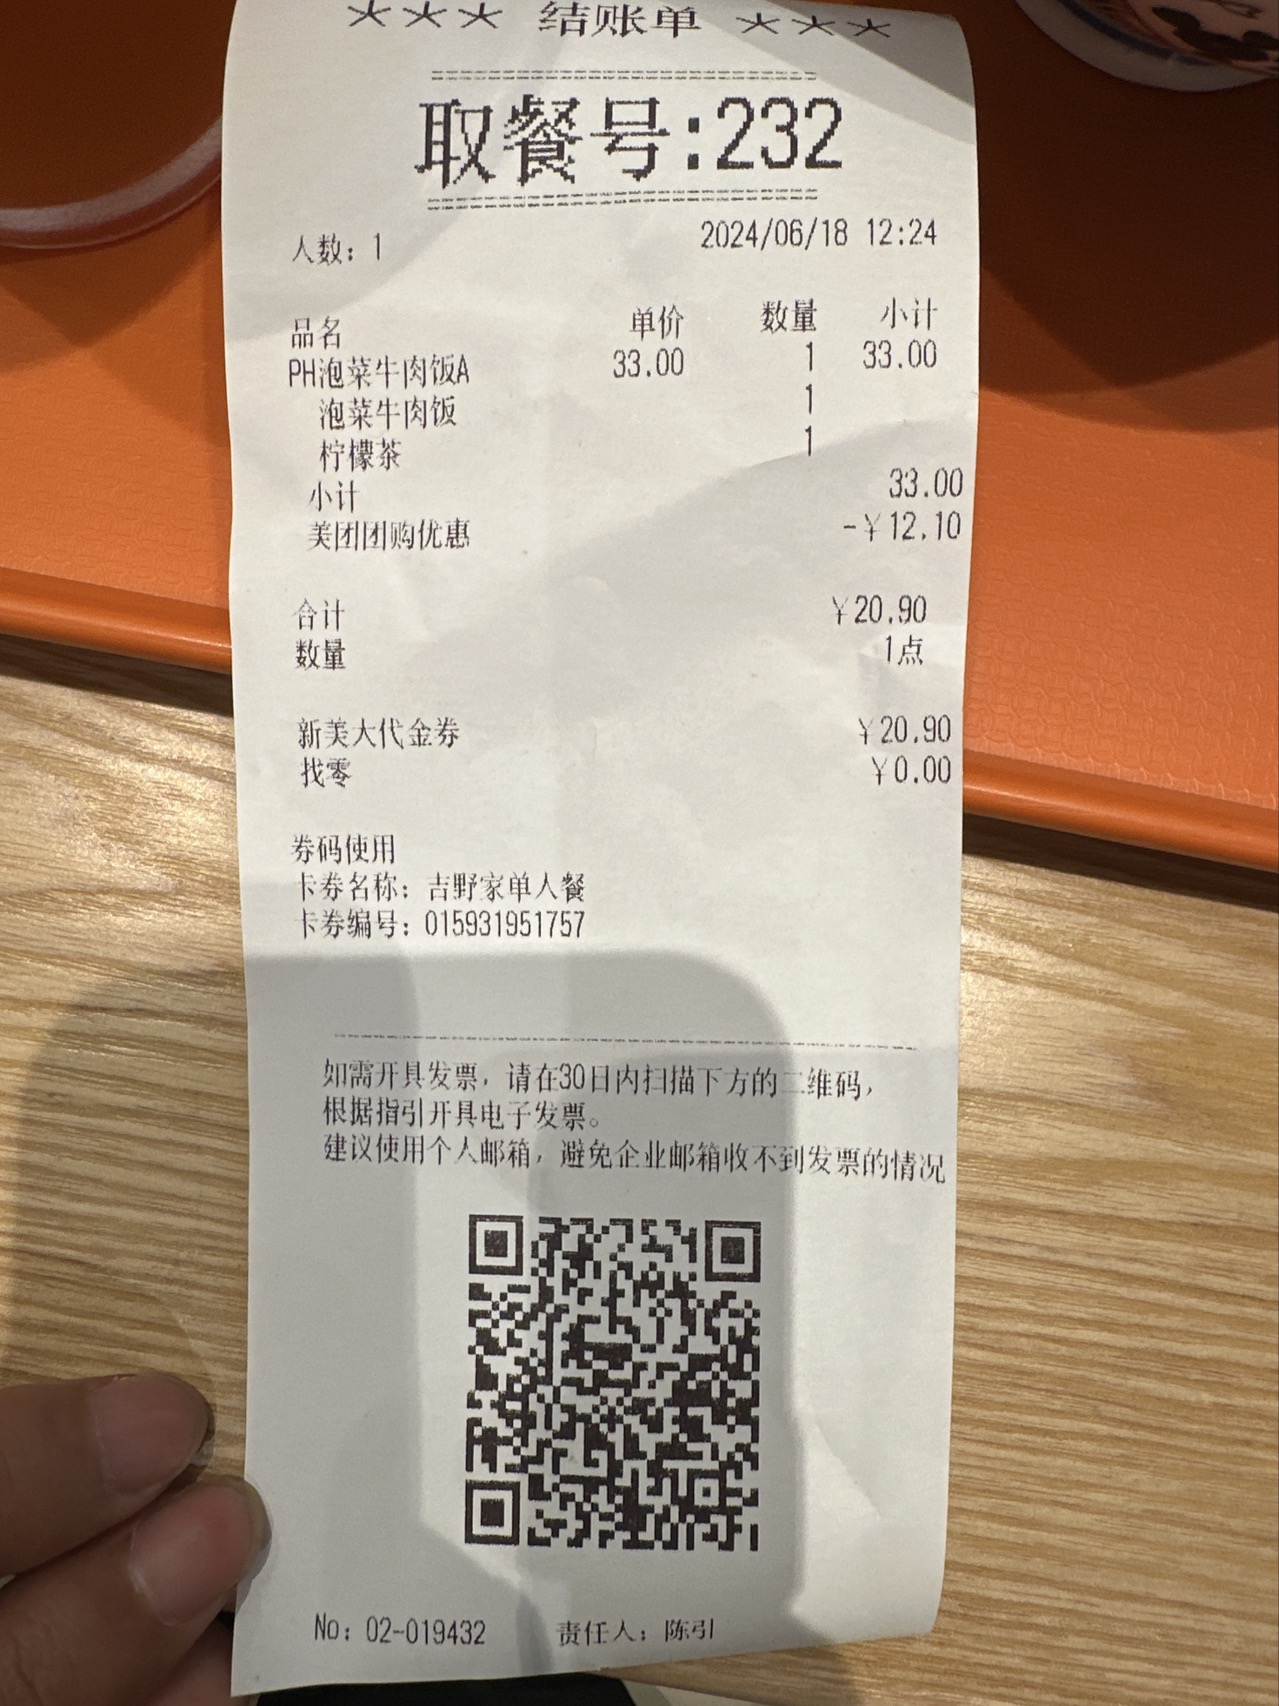 *** 结账单 ***
取餐号:232
人数：1 2024/06/18 12:24
品名 单价 数量 小计
PH泡菜牛肉饭A 33.00 1 33.00
泡菜牛肉饭 1
柠檬茶 1
小计 33.00
美团团购优惠 -¥12.10
合计 ¥20.90
数量 1点
新美大代金券 ¥20.90
找零 ¥0.00
券码使用
卡券名称：吉野家单人餐
卡券编号：015931951757
如需开具发票，请在30日内扫描下方的二维码，
根据指引开具电子发票。
建议使用个人邮箱，避免企业邮箱收不到发票的情况
No：02-019432 责任人：陈引